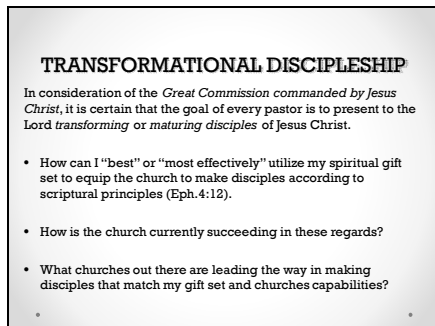 TRANSFORMATIONAL DISCIPLESHIP
In consideration of the Great Commission commanded by Jesus
Christ, it is certain that the goal of every pastor is to present to the
Lord transforming or maturing disciples of Jesus Christ.
• How can I “best” or “most effectively” utilize my spiritual gift
set to equip the church to make disciples according to
scriptural principles (Eph.4:12).
• How is the church currently succeeding in these regards?
• What churches out there are leading the way in making
disciples that match my gift set and churches capabilities?